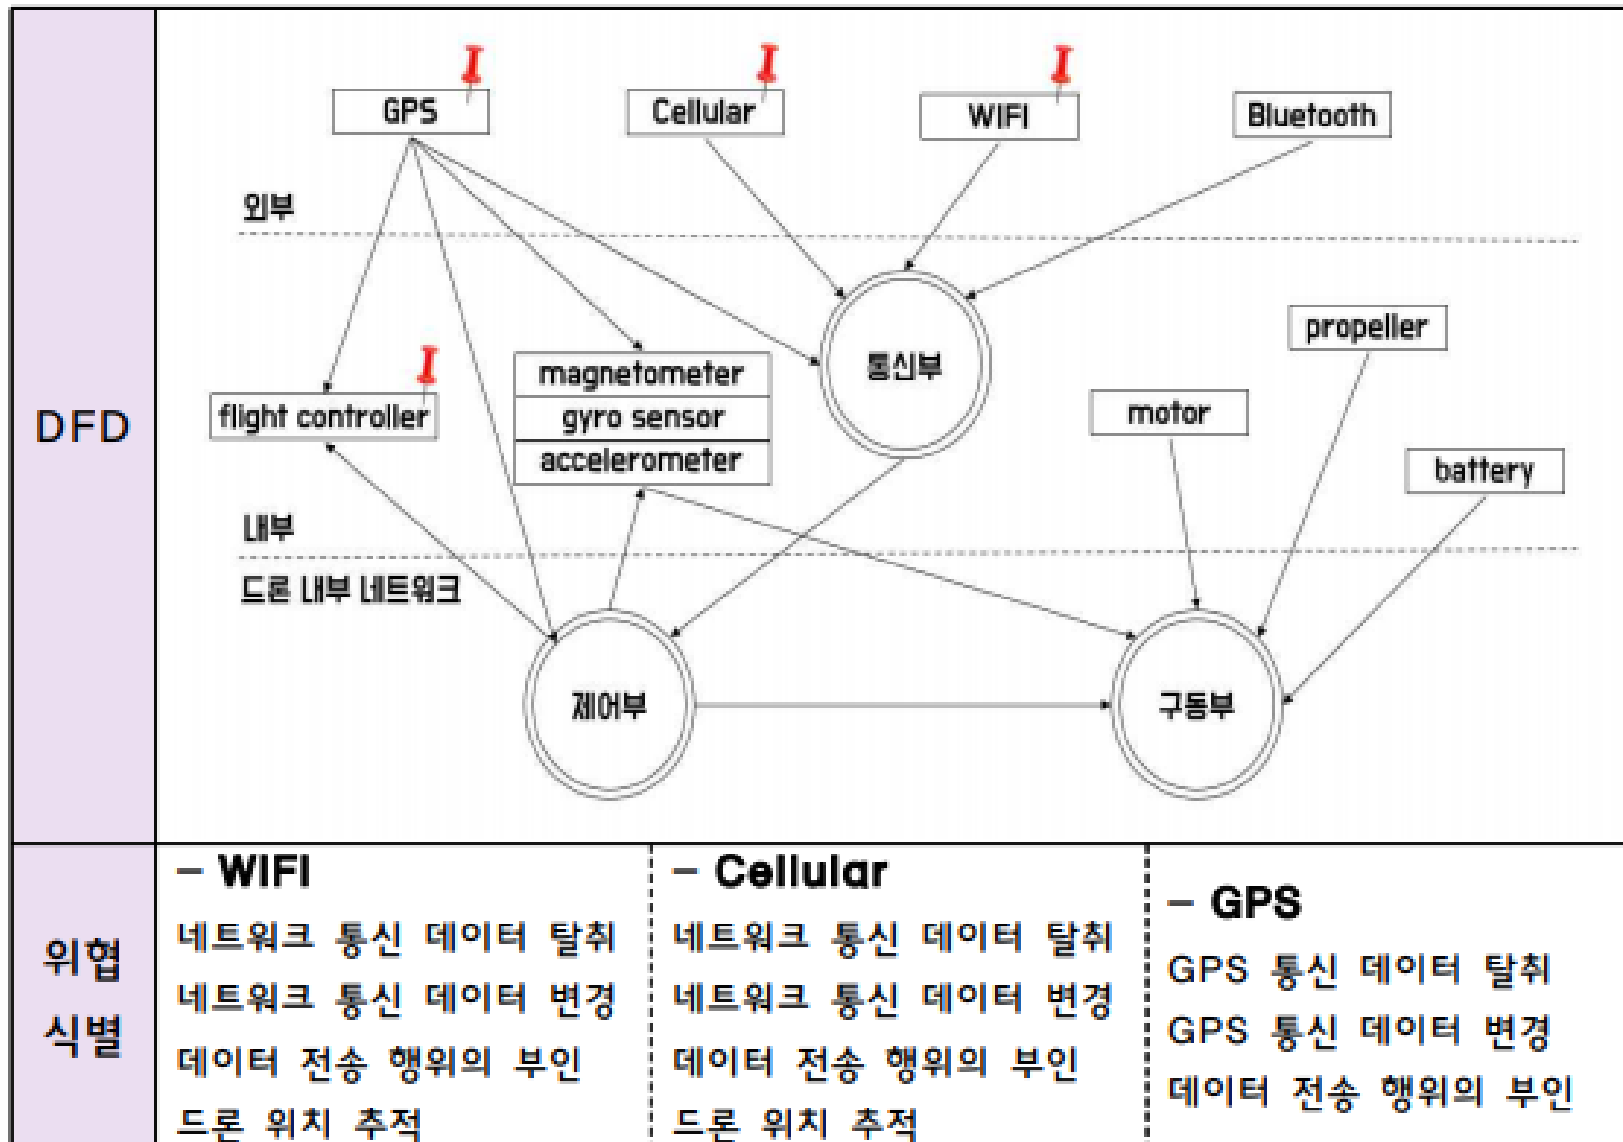 DFD
GPS
Cellular
WIFI
Bluetooth
외부
propeller
magnetometer
통신부
flight controller
gyro sensor
motor
accelerometer
battery
내부
드론 내부 네트워크
제어부
구동부
위협
식별
– WIFI
네트워크 통신 데이터 탈취
네트워크 통신 데이터 변경
데이터 전송 행위의 부인
드론 위치 추적
– Cellular
네트워크 통신 데이터 탈취
네트워크 통신 데이터 변경
데이터 전송 행위의 부인
드론 위치 추적
– GPS
GPS 통신 데이터 탈취
GPS 통신 데이터 변경
데이터 전송 행위의 부인